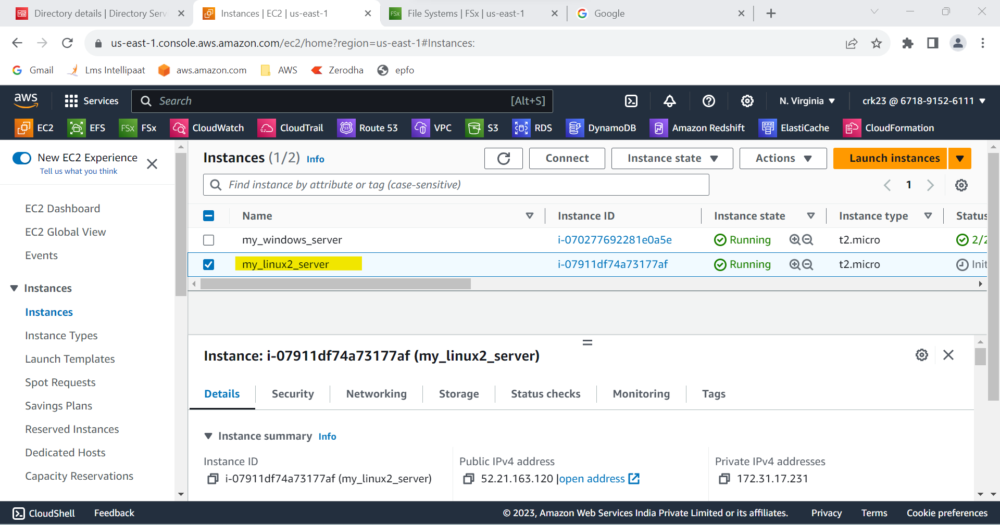 Directory details | Directory Servi
Instances | EC2 | us-east-1
File Systems | FSx | us-east-1
Google
us-east-1.console.aws.amazon.com/ec2/home?region=us-east-1#Instances:
Gmail
Lms Intellipaat
aws.amazon.com
AWS
Zerodha
epfo
aws
Services
Search
[Alt+S]
N. Virginia
crk23 @ 6718-9152-6111
EC2
EFS
FSx FSx
CloudWatch
CloudTrail
Route 53
VPC
S3
RDS
DynamoDB
Amazon Redshift
ElastiCache
CloudFormation
New EC2 Experience
Tell us what you think
EC2 Dashboard
EC2 Global View
Events
Instances
Instances
Instance Types
Launch Templates
Spot Requests
Savings Plans
Reserved Instances
Dedicated Hosts
Capacity Reservations
Instances (1/2) Info
Connect
Instance state
Actions
Launch instances
Find instance by attribute or tag (case-sensitive)
1
Name Instance ID Instance state Instance type Status
my_windows_server i-070277692281e0a5e Running t2.micro 2/2
my_linux2_server i-07911df74a73177af Running t2.micro Init
Instance: i-07911df74a73177af (my_linux2_server)
Details Security Networking Storage Status checks Monitoring Tags
Instance summary Info
Instance ID
i-07911df74a73177af (my_linux2_server)
Public IPv4 address
52.21.163.120 |open address
Private IPv4 addresses
172.31.17.231
CloudShell
Feedback
© 2023, Amazon Web Services India Private Limited or its affiliates.
Privacy
Terms
Cookie preferences